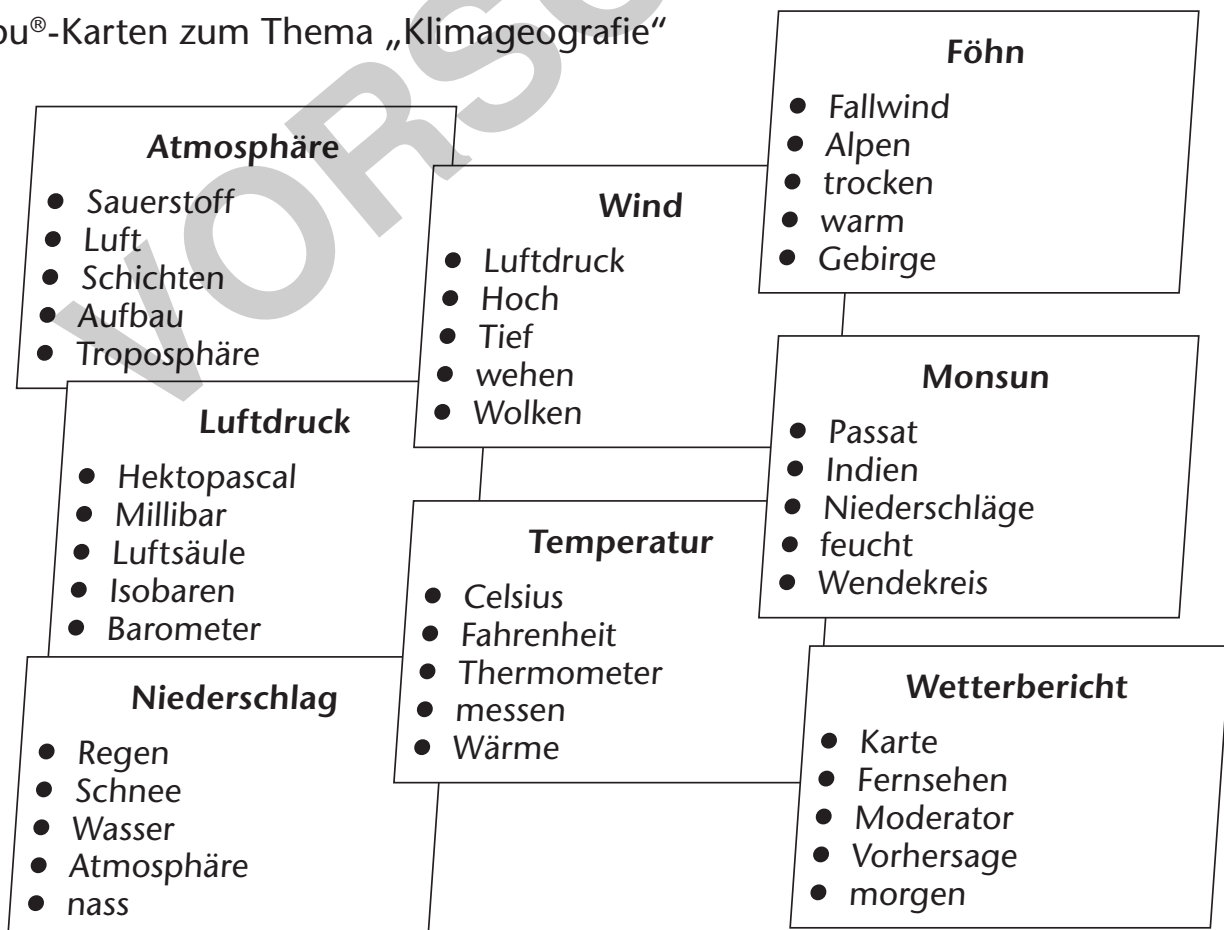 bu®-Karten zum Thema „Klimageografie“
Atmosphäre
• Sauerstoff
• Luft
• Schichten
• Aufbau
• Troposphäre
Wind
• Luftdruck
• Hoch
• Tief
• wehen
• Wolken
Föhn
• Fallwind
• Alpen
• trocken
• warm
• Gebirge
Luftdruck
• Hektopascal
• Millibar
• Luftsäule
• Isobaren
• Barometer
Temperatur
• Celsius
• Fahrenheit
• Thermometer
• messen
• Wärme
Monsun
• Passat
• Indien
• Niederschläge
• feucht
• Wendekreis
Niederschlag
• Regen
• Schnee
• Wasser
• Atmosphäre
• nass
Wetterbericht
• Karte
• Fernsehen
• Moderator
• Vorhersage
• morgen
VORSC